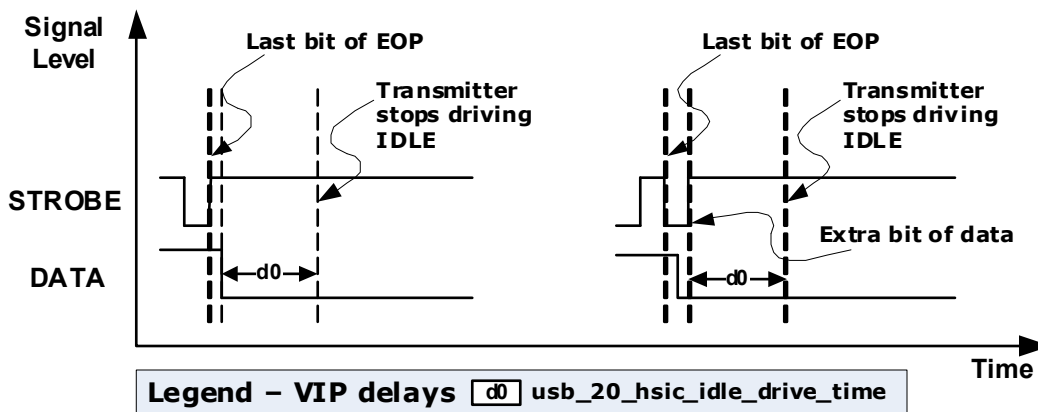 Signal
Level
Last bit of EOP
Transmitter
stops driving
IDLE
Last bit of EOP
Transmitter
stops driving
IDLE
STROBE
Extra bit of data
DATA
d0
d0
Time
Legend – VIP delays d0 usb_20_hsic_idle_drive_time